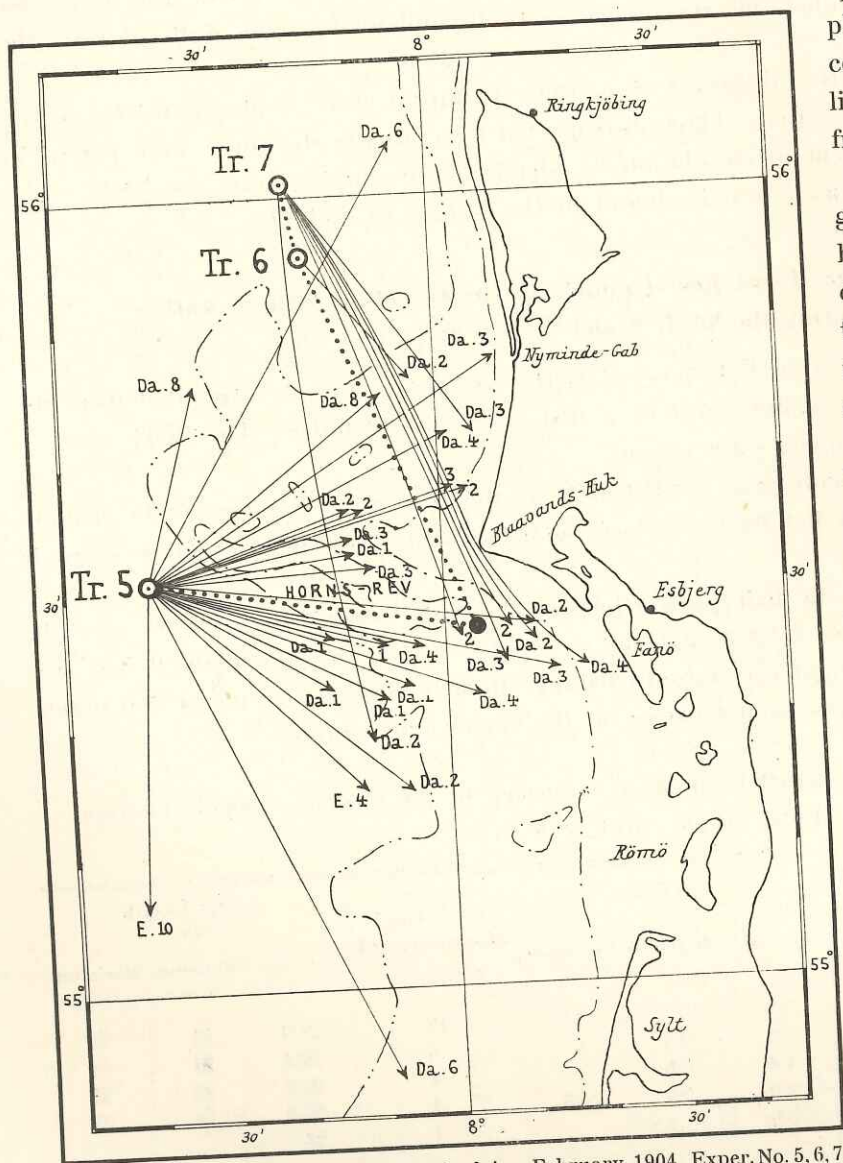 30'
8°
30'
Ringkjöbing
Da.6
Tr. 7
56°
56°
Tr. 6
Da.3
Nyminde-Gab
Da.2
Da.8
Da.8
Da.3
Da.4
3
2
Blaavands-Huk
Da.2
2
Da.3
Da.1
Da.3
Tr. 5
HORNS-REV
30'
30'
Esbjerg
Da.2
2
2
Da.2
Fanö
Da.1
1
Da.4
Da.3
Da.3
Da.4
Da.1
Da.1
Da.1
Da.4
Da.2
E.4
Da.2
Römö
E.10
55°
55°
Sylt
Da.6
30'
8°
30'
February 1904. Exper. No. 5, 6, 7